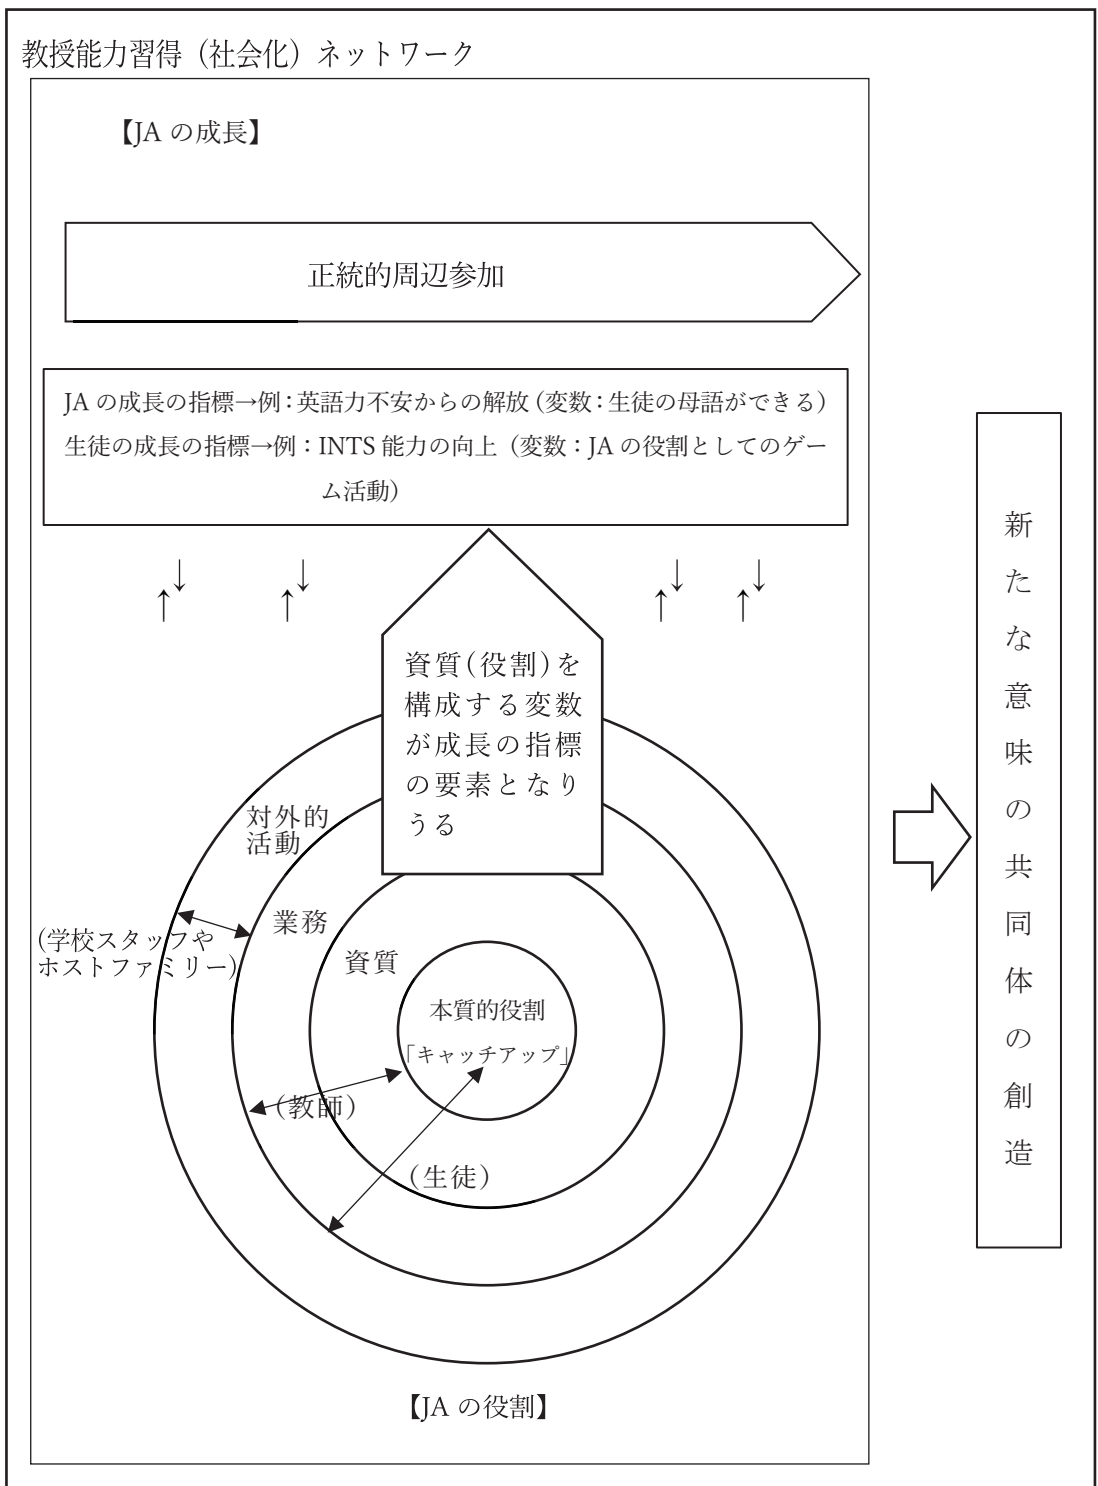 教授能力習得（社会化）ネットワーク
【JA の成長】
正統的周辺参加
JA の成長の指標→例：英語力不安からの解放（変数：生徒の母語ができる）
生徒の成長の指標→例：INTS 能力の向上（変数：JA の役割としてのゲー
ム活動）
↓ ↓ ↓ ↓
↑ ↑ ↑ ↑
資質（役割）を
構成する変数
が成長の指標
の要素となり
うる
対外的
活動
業務
（学校スタッフや
ホストファミリー）
資質
本質的役割
「キャッチアップ」
（教師）
（生徒）
【JA の役割】
新たな意味の共同体の創造